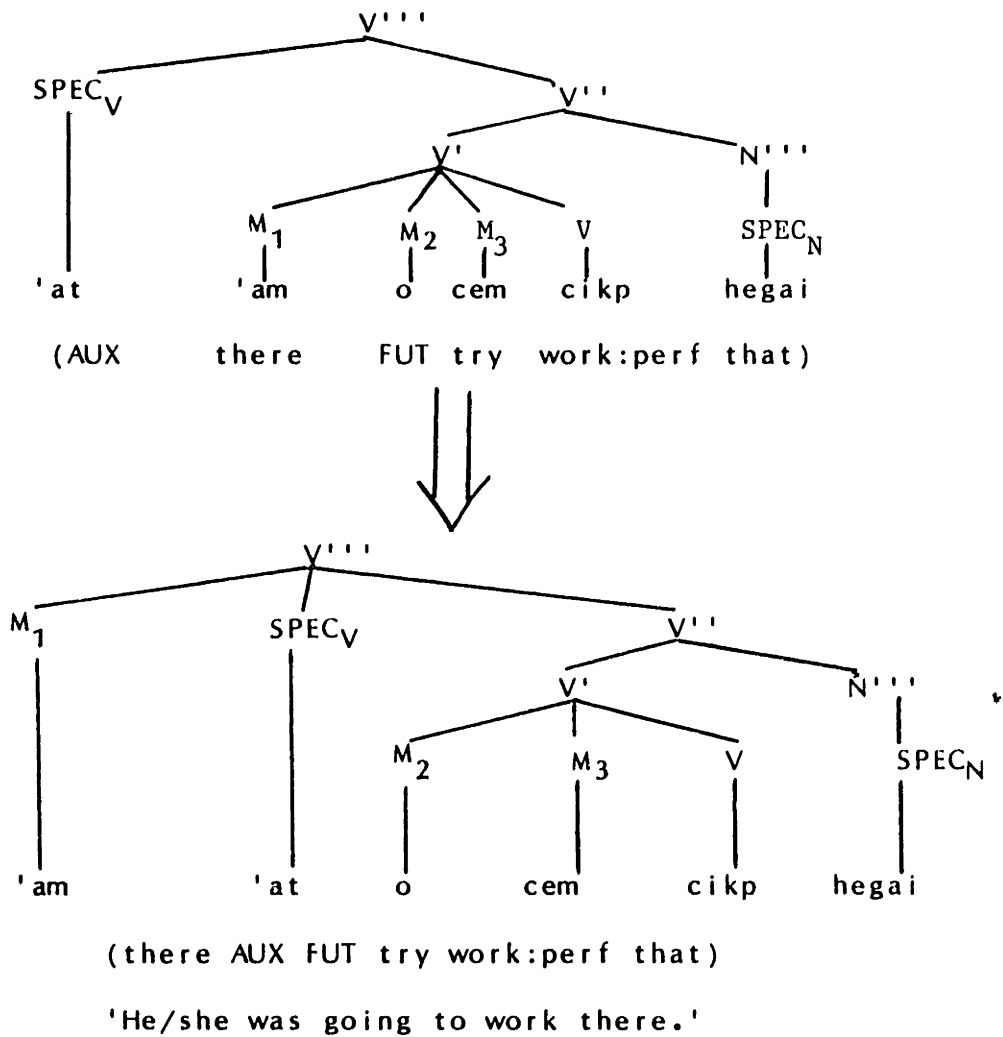 V'''
SPECV V''
V' N'''
M1 M2 M3 V SPECN
'at 'am o cem cikp hegai
(AUX there FUT try work:perf that)
V'''
M1 SPECV V''
V' N'''
M2 M3 V SPECN
'am 'at o cem cikp hegai
(there AUX FUT try work:perf that)
'He/she was going to work there.'